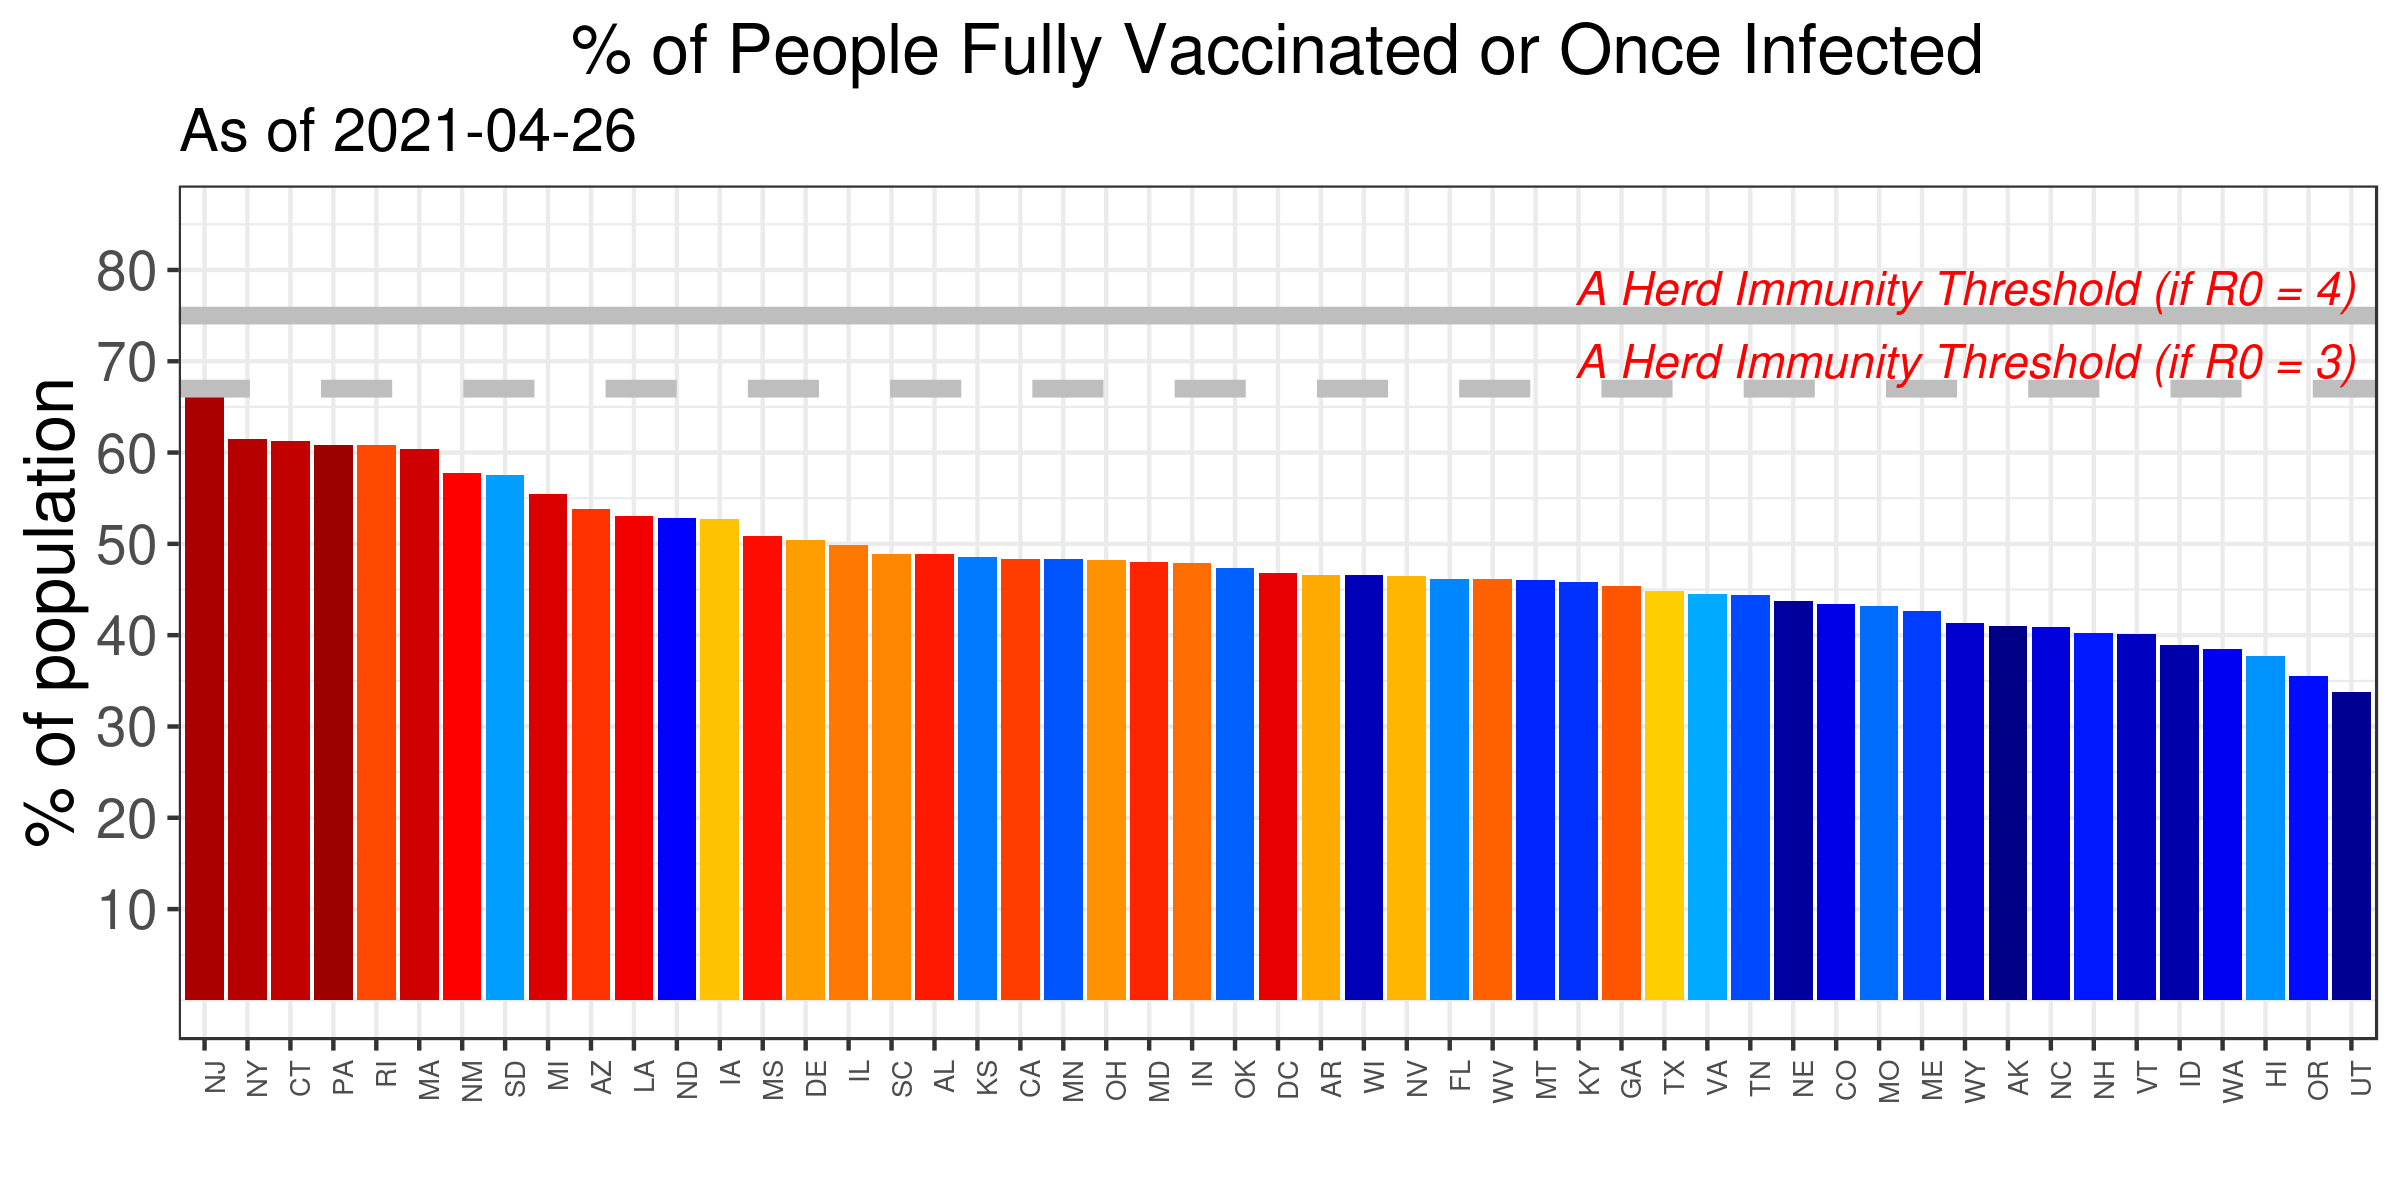 % of People Fully Vaccinated or Once Infected
As of 2021-04-26
% of population
80
70
60
50
40
30
20
10
A Herd Immunity Threshold (if R0 = 4)
A Herd Immunity Threshold (if R0 = 3)
NJ NY CT PA RI MA NM SD MI AZ LA ND IA MS DE IL SC AL KS CA MN OH MD IN OK DC AR WI NV FL WV MT KY GA TX VA TN NE CO MO ME WY AK NC NH VT ID WA HI OR UT